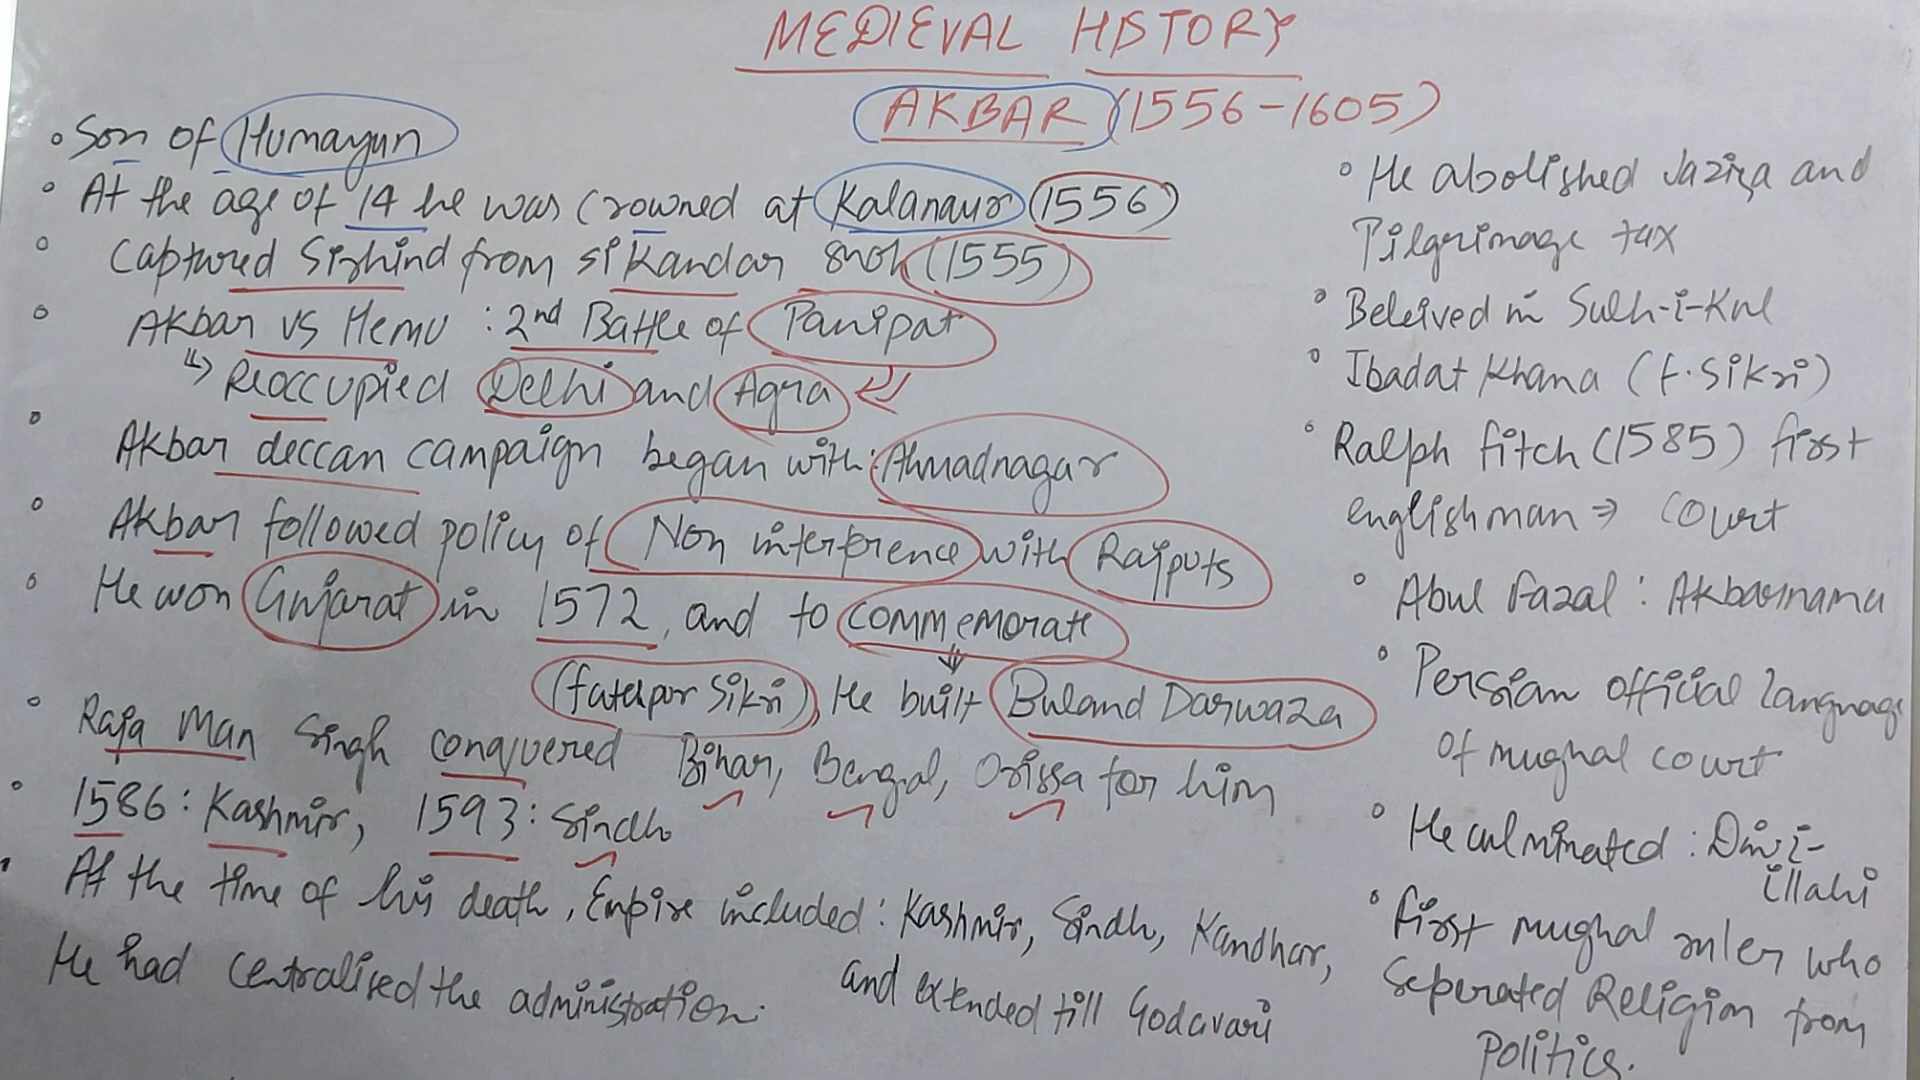 MEDIEVAL HISTORY
AKBAR (1556-1605)
• Son of Humayun
• At the age of 14 he was crowned at Kalanaur (1556)
• Captured Sirhind from Sikandar Shah (1555)
• Akbar vs Hemu : 2nd Battle of Panipat
↳ Reoccupied Delhi and Agra
• Akbar deccan campaign began with: Ahmadnagar
• Akbar followed policy of Non interference with Rajputs
• He won Gujarat in 1572, and to commemorate
(fatehpur Sikri), He built Buland Darwaza
• Raja Man Singh conquered Bihar, Bengal, Orissa for him
• 1586: Kashmir, 1593: Sindh
• At the time of his death, Empire included: Kashmir, Sindh, Kandhar,
and extended till Godavari
He had centralised the administration.
• He abolished Jaziya and
Pilgrimage tax
• Beleived in Sulh-i-Kul
• Ibadat Khana (f. Sikri)
• Ralph fitch (1585) first
englishman ⇒ court
• Abul Fazal : Akbarnama
• Persian official language
of mughal court
• He culminated : Din-i-
illahi
• first mughal ruler who
Seperated Religion from
Politics.